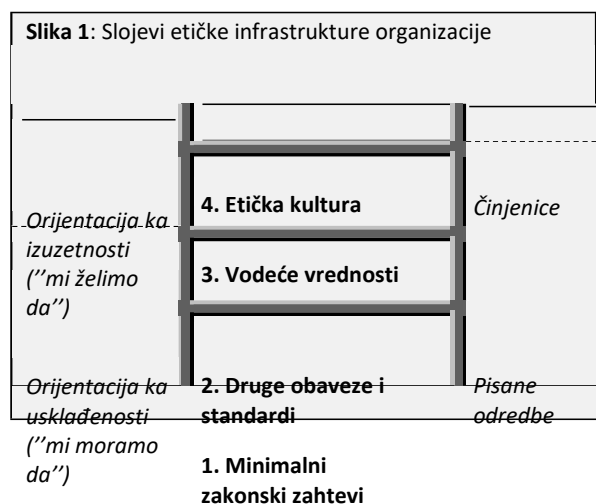 Slika 1: Slojevi etičke infrastrukture organizacije
4. Etička kultura
Činjenice
Orijentacija ka
izuzetnosti
(’’mi želimo
da’’)
3. Vodeće vrednosti
Orijentacija ka
usklađenosti
(’’mi moramo
da’’)
2. Druge obaveze i
standardi
Pisane
odredbe
1. Minimalni
zakonski zahtevi